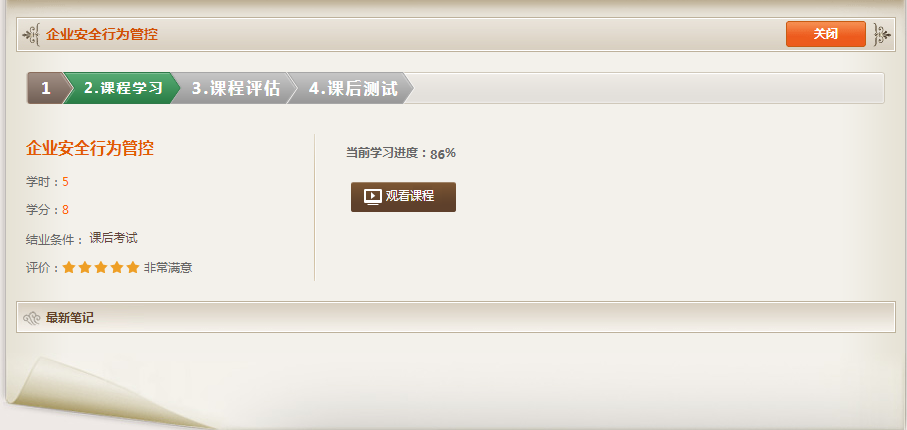 企业安全行为管控
关闭
1 2.课程学习 3.课程评估 4.课后测试
企业安全行为管控
学时：5
学分：8
结业条件：课后考试
评价：非常满意
当前学习进度：86%
观看课程
最新笔记